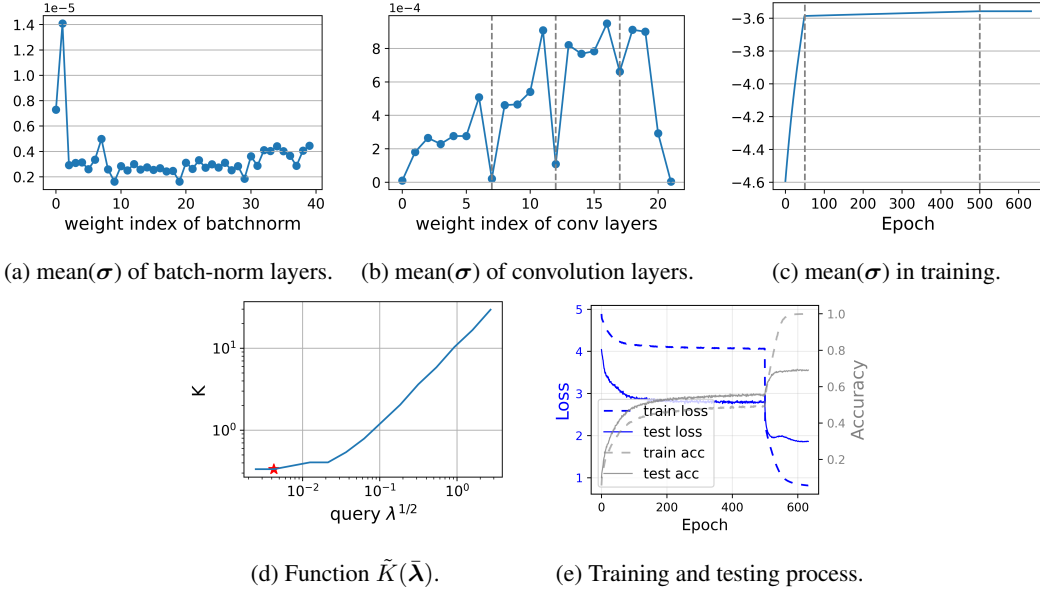 1e−5
1.4
1.2
1.0
0.8
0.6
0.4
0.2
0 10 20 30 40
weight index of batchnorm
(a) mean(σ) of batch-norm layers.
1e−4
8
6
4
2
0
0 5 10 15 20
weight index of conv layers
(b) mean(σ) of convolution layers.
−3.6
−3.8
−4.0
−4.2
−4.4
−4.6
0 100 200 300 400 500 600
Epoch
(c) mean(σ) in training.
K
10¹
10⁰
10⁻² 10⁻¹ 10⁰
query λ^{1/2}
(d) Function K̃(λ̄).
Loss
5
4
3
2
1
0 200 400 600
Epoch
1.0
0.8
0.6
0.4
0.2
Accuracy
train loss
test loss
train acc
test acc
(e) Training and testing process.